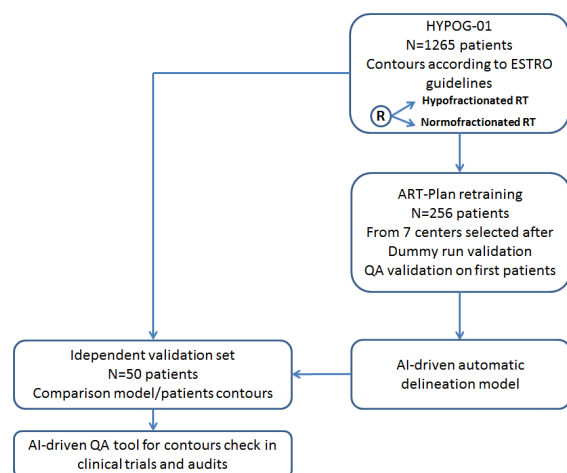 HYPOG-01
N=1265 patients
Contours according to ESTRO
guidelines
Hypofractionated RT
R
Normofractionated RT
ART-Plan retraining
N=256 patients
From 7 centers selected after
Dummy run validation
QA validation on first patients
Idependent validation set
N=50 patients
Comparison model/patients contours
AI-driven automatic
delineation model
AI-driven QA tool for contours check in
clinical trials and audits